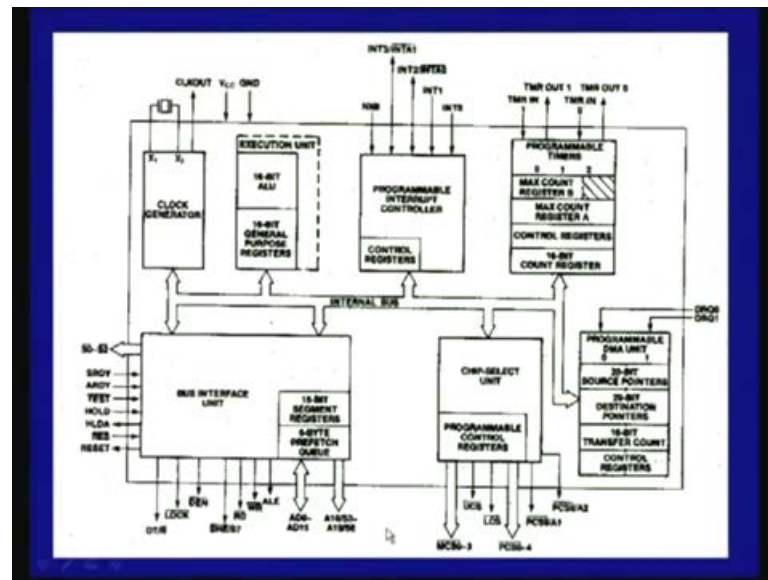 INT3/INTA1
INT2/INTA0
CLKOUT VCC GND
INT1
TMR OUT 1 TMR OUT 0
TMR IN TMR IN
NMI
INT0
X1 X2
CLOCK
GENERATOR
EXECUTION UNIT
16-BIT
ALU
16-BIT
GENERAL
PURPOSE
REGISTERS
PROGRAMMABLE
INTERRUPT
CONTROLLER
CONTROL
REGISTERS
PROGRAMMABLE
TIMERS
0 1 2
MAX COUNT
REGISTER B
MAX COUNT
REGISTER A
CONTROL REGISTERS
16-BIT
COUNT REGISTER
INTERNAL BUS
DRQ0
DRQ1
S0-S2
SRDY
ARDY
TEST
HOLD
HLDA
RES
RESET
BUS INTERFACE
UNIT
16-BIT
SEGMENT
REGISTERS
6-BYTE
PREFETCH
QUEUE
CHIP-SELECT
UNIT
PROGRAMMABLE
CONTROL
REGISTERS
PROGRAMMABLE
DMA UNIT
0 1
20-BIT
SOURCE POINTERS
20-BIT
DESTINATION
POINTERS
16-BIT
TRANSFER COUNT
CONTROL
REGISTERS
DT/R
LOCK
DEN
BHE/S7
RD
WR
ALE
AD0-
AD15
A16/S3-
A19/S6
MCS0-3
UCS
LCS
PCS0-4
PCS5/A1
PCS6/A2